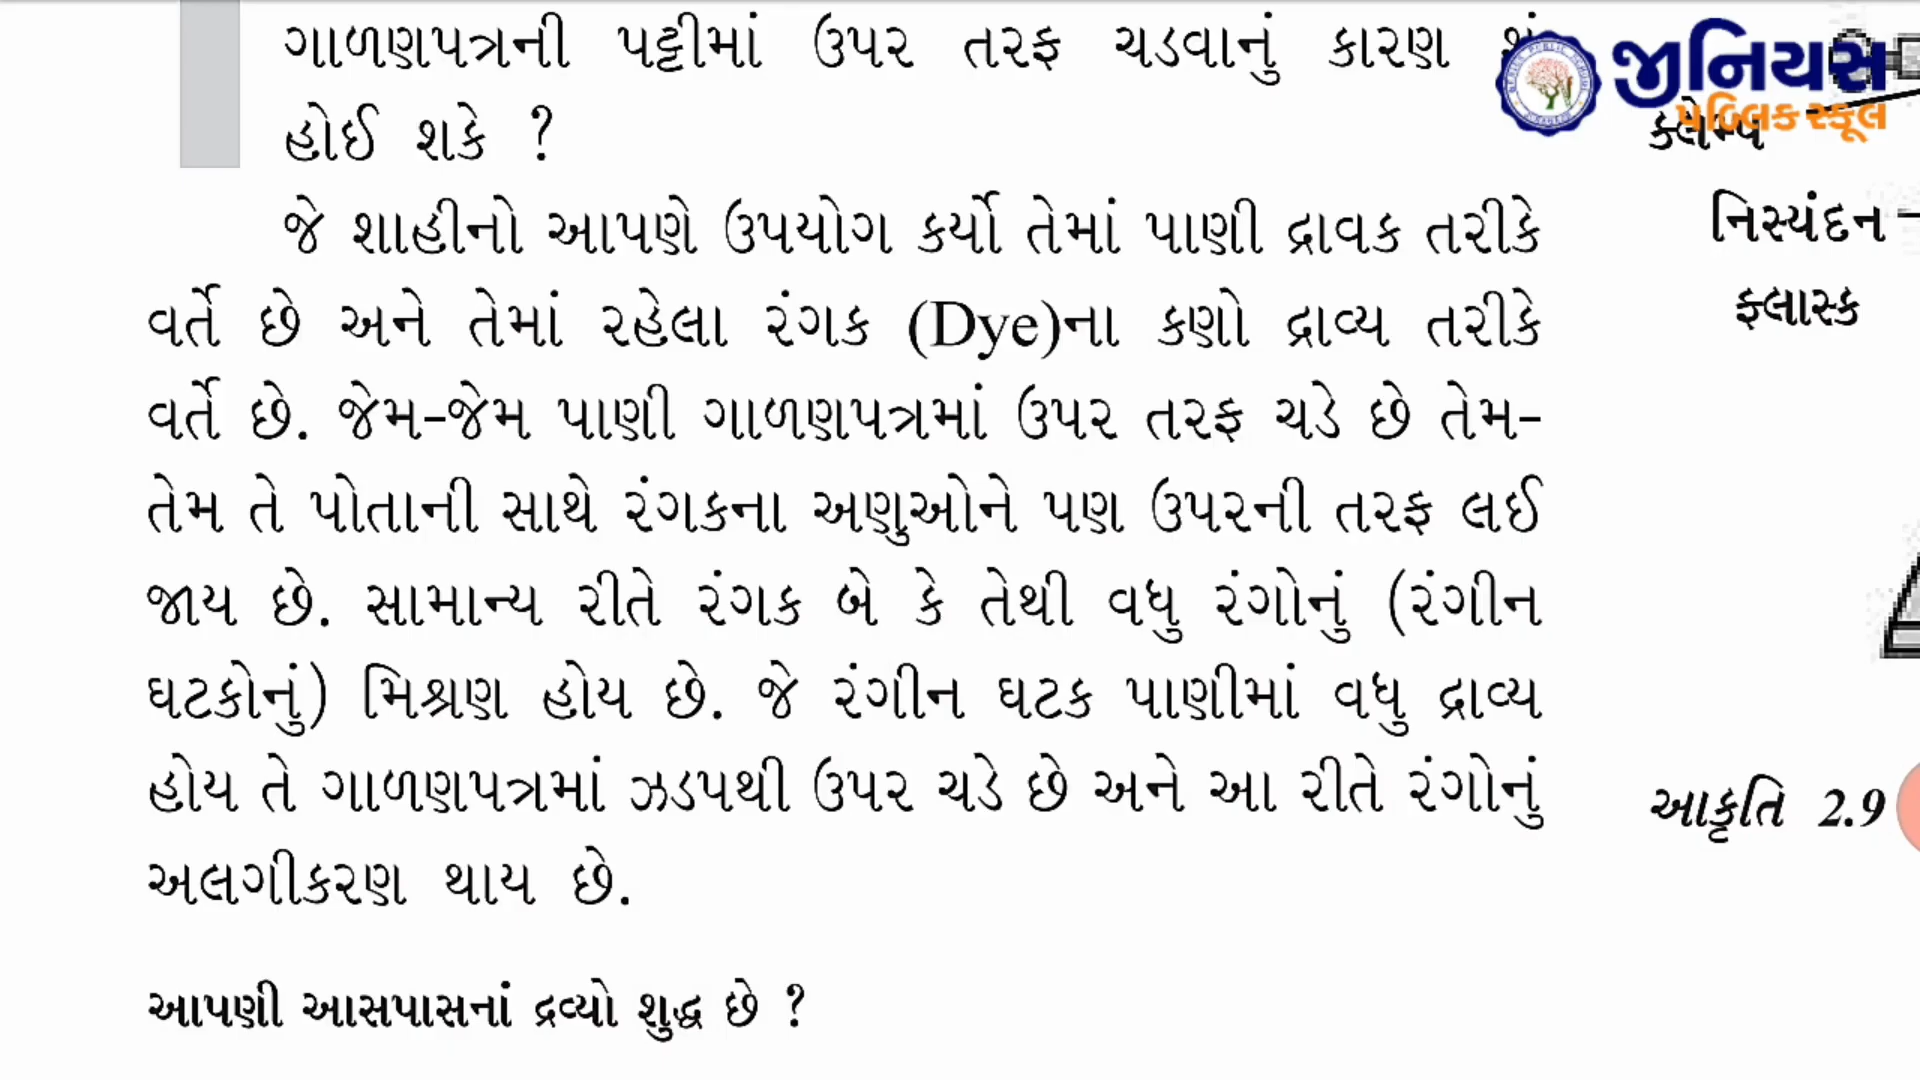 ગાળણપત્રની પટ્ટીમાં ઉપર તરફ ચડવાનું કારણ શું
હોઈ શકે ?
જે શાહીનો આપણે ઉપયોગ કર્યો તેમાં પાણી દ્રાવક તરીકે
વર્તે છે અને તેમાં રહેલા રંગક (Dye)ના કણો દ્રાવ્ય તરીકે
વર્તે છે. જેમ-જેમ પાણી ગાળણપત્રમાં ઉપર તરફ ચડે છે તેમ-
તેમ તે પોતાની સાથે રંગકના અણુઓને પણ ઉપરની તરફ લઈ
જાય છે. સામાન્ય રીતે રંગક બે કે તેથી વધુ રંગોનું (રંગીન
ઘટકોનું) મિશ્રણ હોય છે. જે રંગીન ઘટક પાણીમાં વધુ દ્રાવ્ય
હોય તે ગાળણપત્રમાં ઝડપથી ઉપર ચડે છે અને આ રીતે રંગોનું
અલગીકરણ થાય છે.
આપણી આસપાસનાં દ્રવ્યો શુદ્ધ છે ?
જીનિયસ
પબ્લિક સ્કૂલ
ક્લેમ્પ
નિસ્યંદન
ફ્લાસ્ક
આકૃતિ 2.9